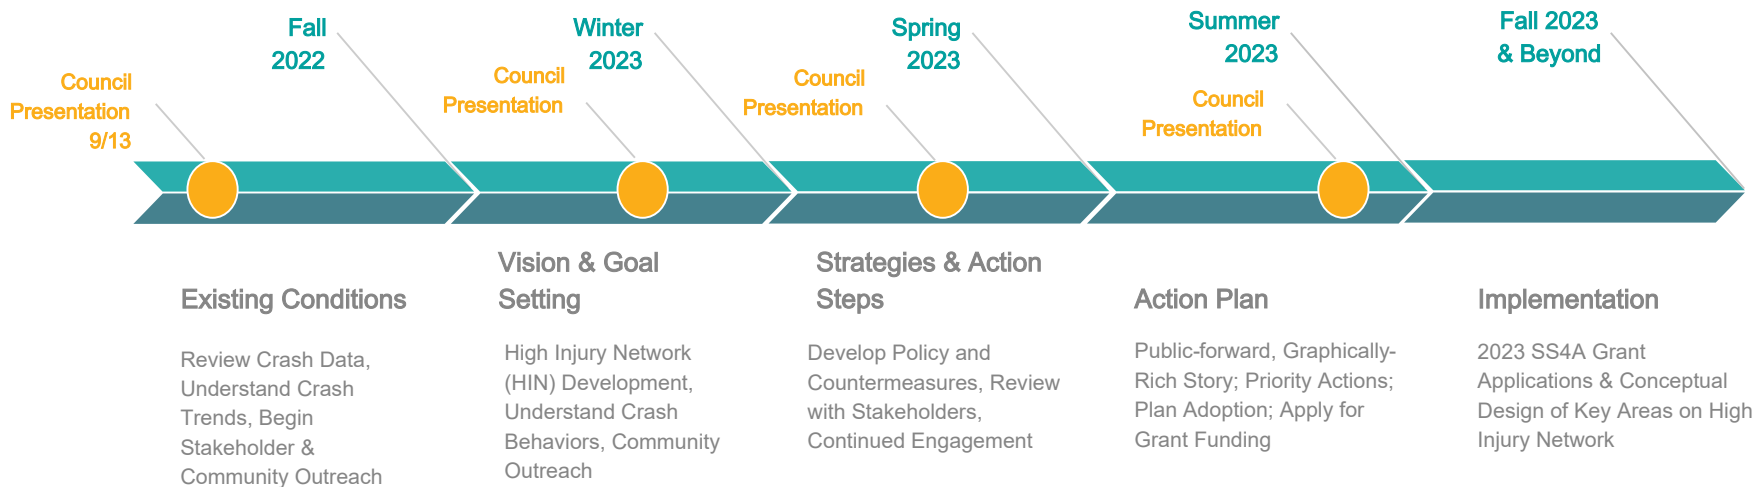 Fall
2022
Winter
2023
Spring
2023
Summer
2023
Fall 2023
& Beyond
Council
Presentation
9/13
Council
Presentation
Council
Presentation
Council
Presentation
Existing Conditions
Review Crash Data,
Understand Crash
Trends, Begin
Stakeholder &
Community Outreach
Vision & Goal
Setting
High Injury Network
(HIN) Development,
Understand Crash
Behaviors, Community
Outreach
Strategies & Action
Steps
Develop Policy and
Countermeasures, Review
with Stakeholders,
Continued Engagement
Action Plan
Public-forward, Graphically-
Rich Story; Priority Actions;
Plan Adoption; Apply for
Grant Funding
Implementation
2023 SS4A Grant
Applications & Conceptual
Design of Key Areas on High
Injury Network